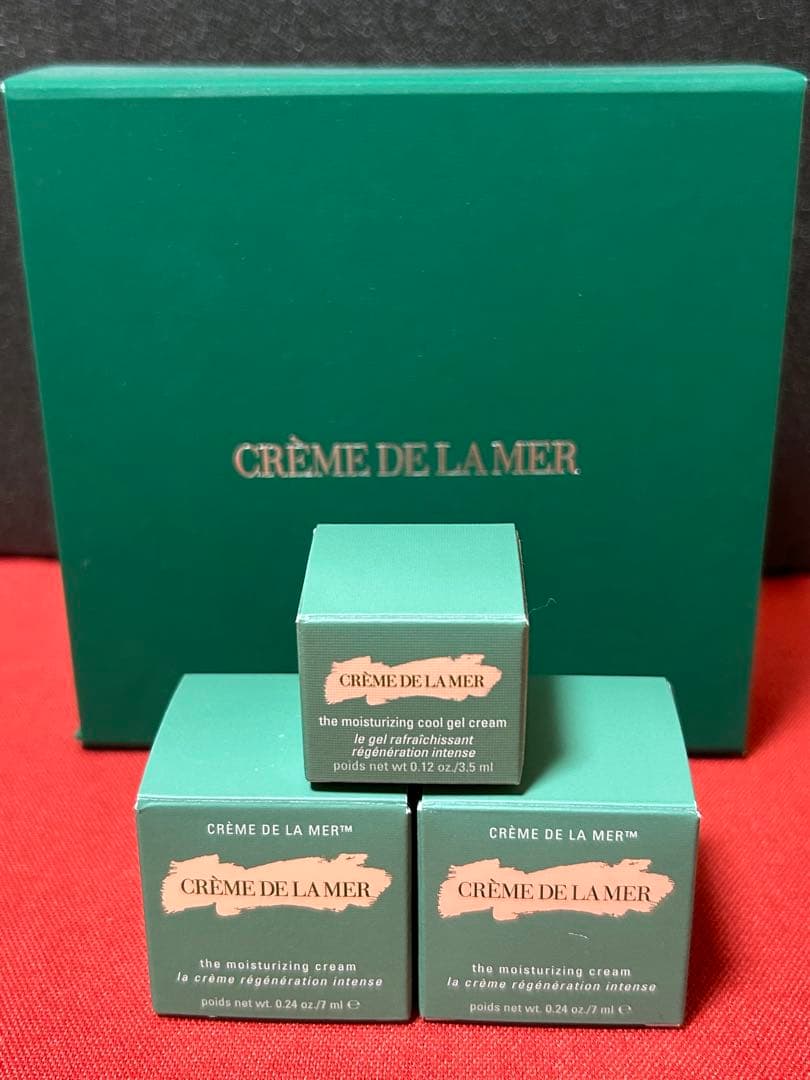 CRÈME DE LA MER
CRÈME DE LA MER
the moisturizing cool gel cream
le gel rafraîchissant
régénération intense
poids net wt 0.12 oz./3.5 ml
CRÈME DE LA MER™
CRÈME DE LA MER
the moisturizing cream
la crème régénération intense
poids net wt. 0.24 oz./7 ml ℮
CRÈME DE LA MER™
CRÈME DE LA MER
the moisturizing cream
la crème régénération intense
poids net wt. 0.24 oz./7 ml ℮